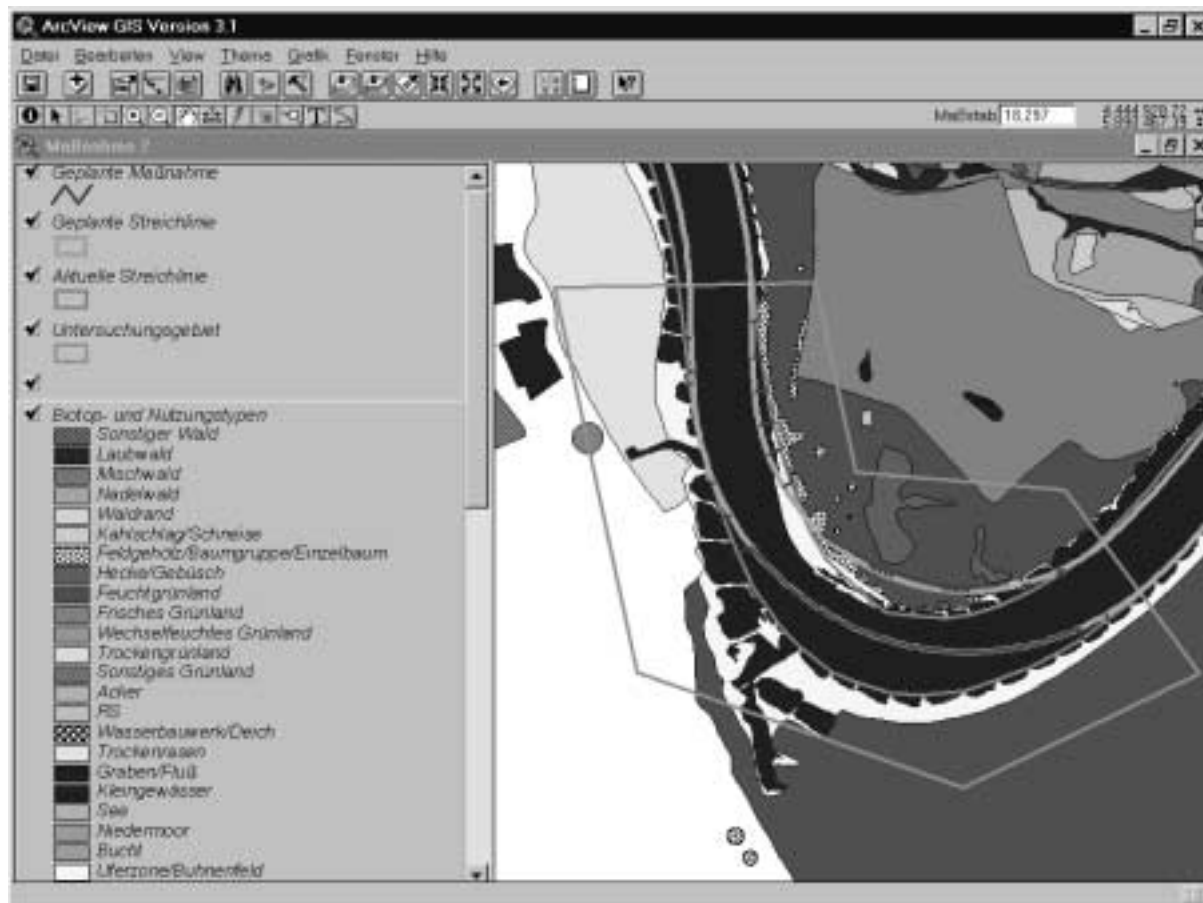 ArcView GIS Version 3.1
Datei Bearbeiten View Thema Grafik Fenster Hilfe
Maßstab 18,297
Maßnahme 2
Geplante Maßnahme
Geplante Streichlinie
Aktuelle Streichlinie
Untersuchungsgebiet
Biotop- und Nutzungstypen
Sonstiger Wald
Laubwald
Mischwald
Nadelwald
Waldrand
Kahlschlag/Schneise
Feldgehölz/Baumgruppe/Einzelbaum
Hecke/Gebüsch
Feuchtgrünland
Frisches Grünland
Wechselfeuchtes Grünland
Trockengrünland
Sonstiges Grünland
Acker
RS
Wasserbauwerk/Deich
Trockenrasen
Graben/Fluß
Kleingewässer
See
Niedermoor
Bucht
Uferzone/Buhnenfeld